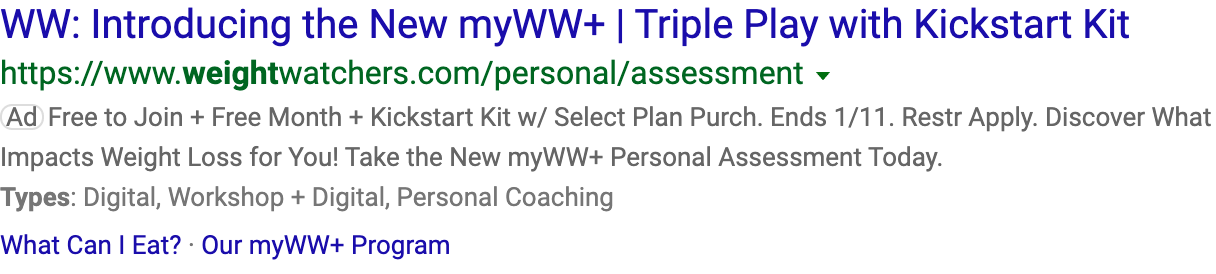 WW: Introducing the New myWW+ | Triple Play with Kickstart Kit
https://www.weightwatchers.com/personal/assessment
Ad Free to Join + Free Month + Kickstart Kit w/ Select Plan Purch. Ends 1/11. Restr Apply. Discover What
Impacts Weight Loss for You! Take the New myWW+ Personal Assessment Today.
Types: Digital, Workshop + Digital, Personal Coaching
What Can I Eat? · Our myWW+ Program